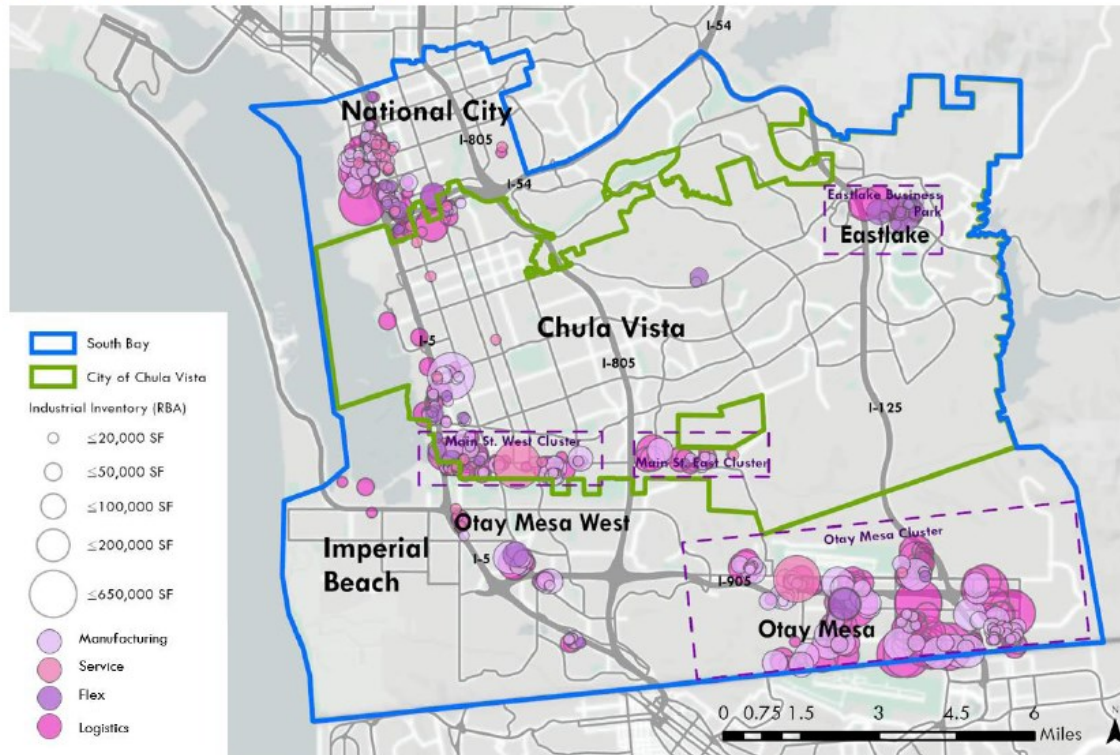 I-54
National City
I-805
I-54
Eastlake Business
Park
Eastlake
Chula Vista
I-5
I-805
I-125
Main St. West Cluster
Main St. East Cluster
Otay Mesa West
Otay Mesa Cluster
Imperial
Beach
I-5
I-905
Otay Mesa
South Bay
City of Chula Vista
Industrial Inventory (RBA)
≤20,000 SF
≤50,000 SF
≤100,000 SF
≤200,000 SF
≤650,000 SF
Manufacturing
Service
Flex
Logistics
0 0.75 1.5 3 4.5 6
Miles
N